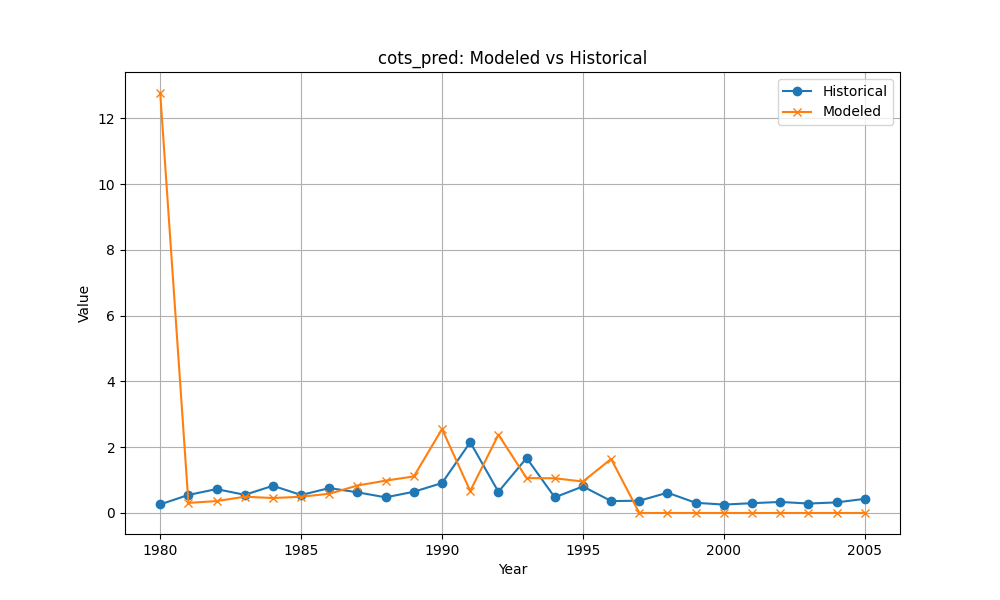 cots_pred: Modeled vs Historical
Historical
Modeled
Value
12
10
8
6
4
2
0
1980 1985 1990 1995 2000 2005
Year